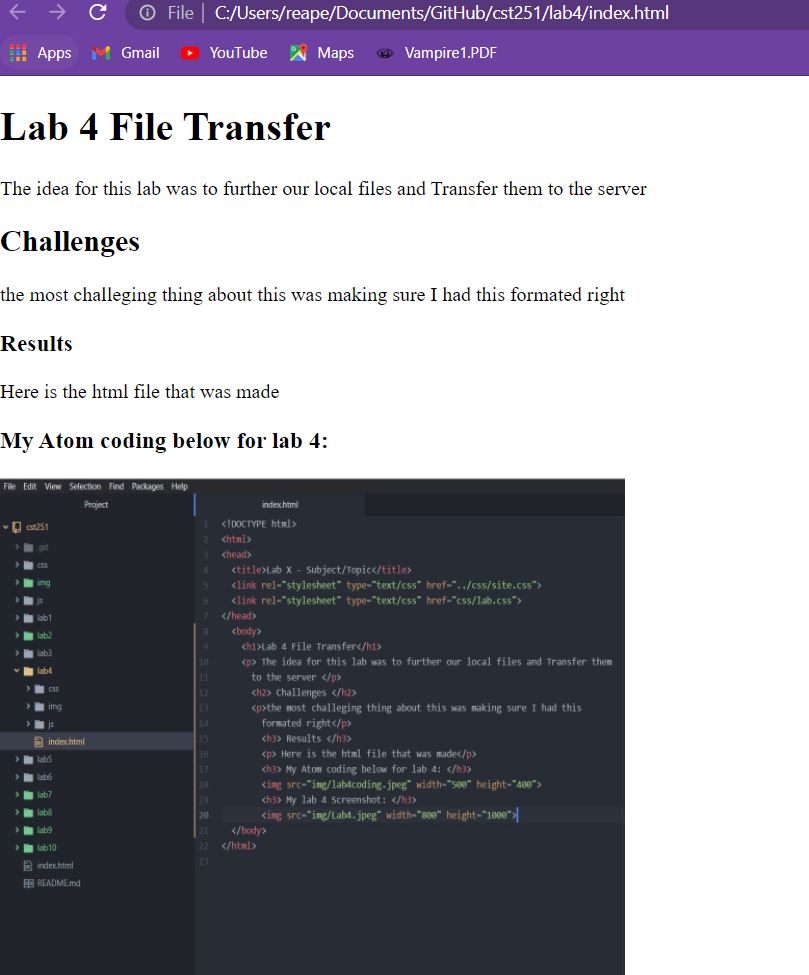 File | C:/Users/reape/Documents/GitHub/cst251/lab4/index.html
Apps Gmail YouTube Maps Vampire1.PDF
Lab 4 File Transfer
The idea for this lab was to further our local files and Transfer them to the server
Challenges
the most challeging thing about this was making sure I had this formated right
Results
Here is the html file that was made
My Atom coding below for lab 4:
File Edit View Selection Find Packages Help
Project
cst251
.git
css
img
js
lab1
lab2
lab3
lab4
css
img
js
index.html
lab5
lab6
lab7
lab8
lab9
lab10
index.html
README.md
index.html
1 <!DOCTYPE html>
2 <html>
3 <head>
4 <title>Lab X - Subject/Topic</title>
5 <link rel="stylesheet" type="text/css" href="../css/site.css">
6 <link rel="stylesheet" type="text/css" href="css/lab.css">
7 </head>
8 <body>
9 <h1>Lab 4 File Transfer</h1>
10 <p> The idea for this lab was to further our local files and Transfer them
11 to the server </p>
12 <h2> Challenges </h2>
13 <p>the most challeging thing about this was making sure I had this
14 formated right</p>
15 <h3> Results </h3>
16 <p> Here is the html file that was made</p>
17 <h3> My Atom coding below for lab 4: </h3>
18 <img src="img/lab4coding.jpeg" width="500" height="400">
19 <h3> My lab 4 Screenshot: </h3>
20 <img src="img/Lab4.jpeg" width="800" height="1000">
21 </body>
22 </html>
23